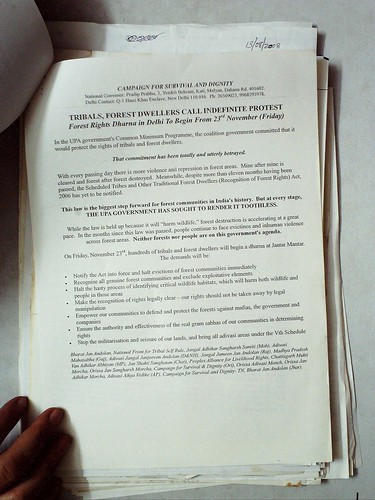 13/08/2008
CAMPAIGN FOR SURVIVAL AND DIGNITY
National Convenor: Pradip Prabhu, 3, Yezdeh Behram, Kati, Malyan, Dahanu Rd. 401602.
Delhi Contact: Q-1 Hauz Khas Enclave, New Delhi 110 016. Ph: 26569023,
TRIBALS, FOREST DWELLERS CALL INDEFINITE PROTEST
Forest Rights Dharna in Delhi To Begin From 23rd November (Friday)
In the UPA government's Common Minimum Programme, the coalition government committed that it
would protect the rights of tribals and forest dwellers.
That commitment has been totally and utterly betrayed.
With every passing day there is more violence and repression in forest areas. Mine after mine is
cleared and forest after forest destroyed. Meanwhile, despite more than eleven months having been
passed, the Scheduled Tribes and Other Traditional Forest Dwellers (Recognition of Forest Rights) Act,
2006 has yet to be notified.
This law is the biggest step forward for forest communities in India's history. But at every stage,
THE UPA GOVERNMENT HAS SOUGHT TO RENDER IT TOOTHLESS.
While the law is held up because it will "harm wildlife," forest destruction is accelerating at a great
pace. In the months since this law was passed, people continue to face evictions and inhuman violence
across forest areas. Neither forests nor people are on this government's agenda.
On Friday, November 23rd, hundreds of tribals and forest dwellers will begin a dharna at Jantar Mantar.
The demands will be:
• Notify the Act into force and halt evictions of forest communities immediately
• Recognise all genuine forest communities and exclude exploitative elements
• Halt the hasty process of identifying critical wildlife habitats, which will harm both wildlife and
people in those areas
• Make the recognition of rights legally clear – our rights should not be taken away by legal
manipulation
• Empower our communities to defend and protect the forests against mafias, the government and
companies
• Ensure the authority and effectiveness of the real gram sabhas of our communities in determining
rights
• Stop the militarisation and seizure of our lands, and bring all adivasi areas under the Vth Schedule
Bharat Jan Andolan, National Front for Tribal Self Rule, Jangal Adhikar Sangharsh Samiti (Mah), Adivasi
Mahasabha (Guj), Adivasi Jangal Janjeevan Andolan (D&NH), Jangal Jameen Jan Andolan (Raj), Madhya Pradesh
Van Adhikar Abhiyan (MP), Jan Shakti Sanghatan (Chat), Peoples Alliance for Livelihood Rights, Chattisgarh Mukti
Morcha, Orissa Jan Sangharsh Morcha, Campaign for Survival & Dignity (Ori), Orissa Adivasi Manch, Orissa Jan
Adhikar Morcha, Adivasi Aikya Vedike (AP), Campaign for Survival and Dignity- TN, Bharat Jan Andolan (Jhar).